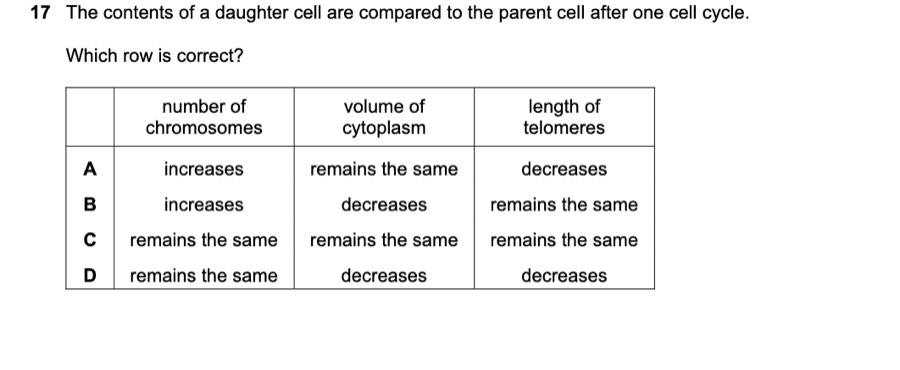 17 The contents of a daughter cell are compared to the parent cell after one cell cycle.
Which row is correct?
number of chromosomes volume of cytoplasm length of telomeres
A increases remains the same decreases
B increases decreases remains the same
C remains the same remains the same remains the same
D remains the same decreases decreases